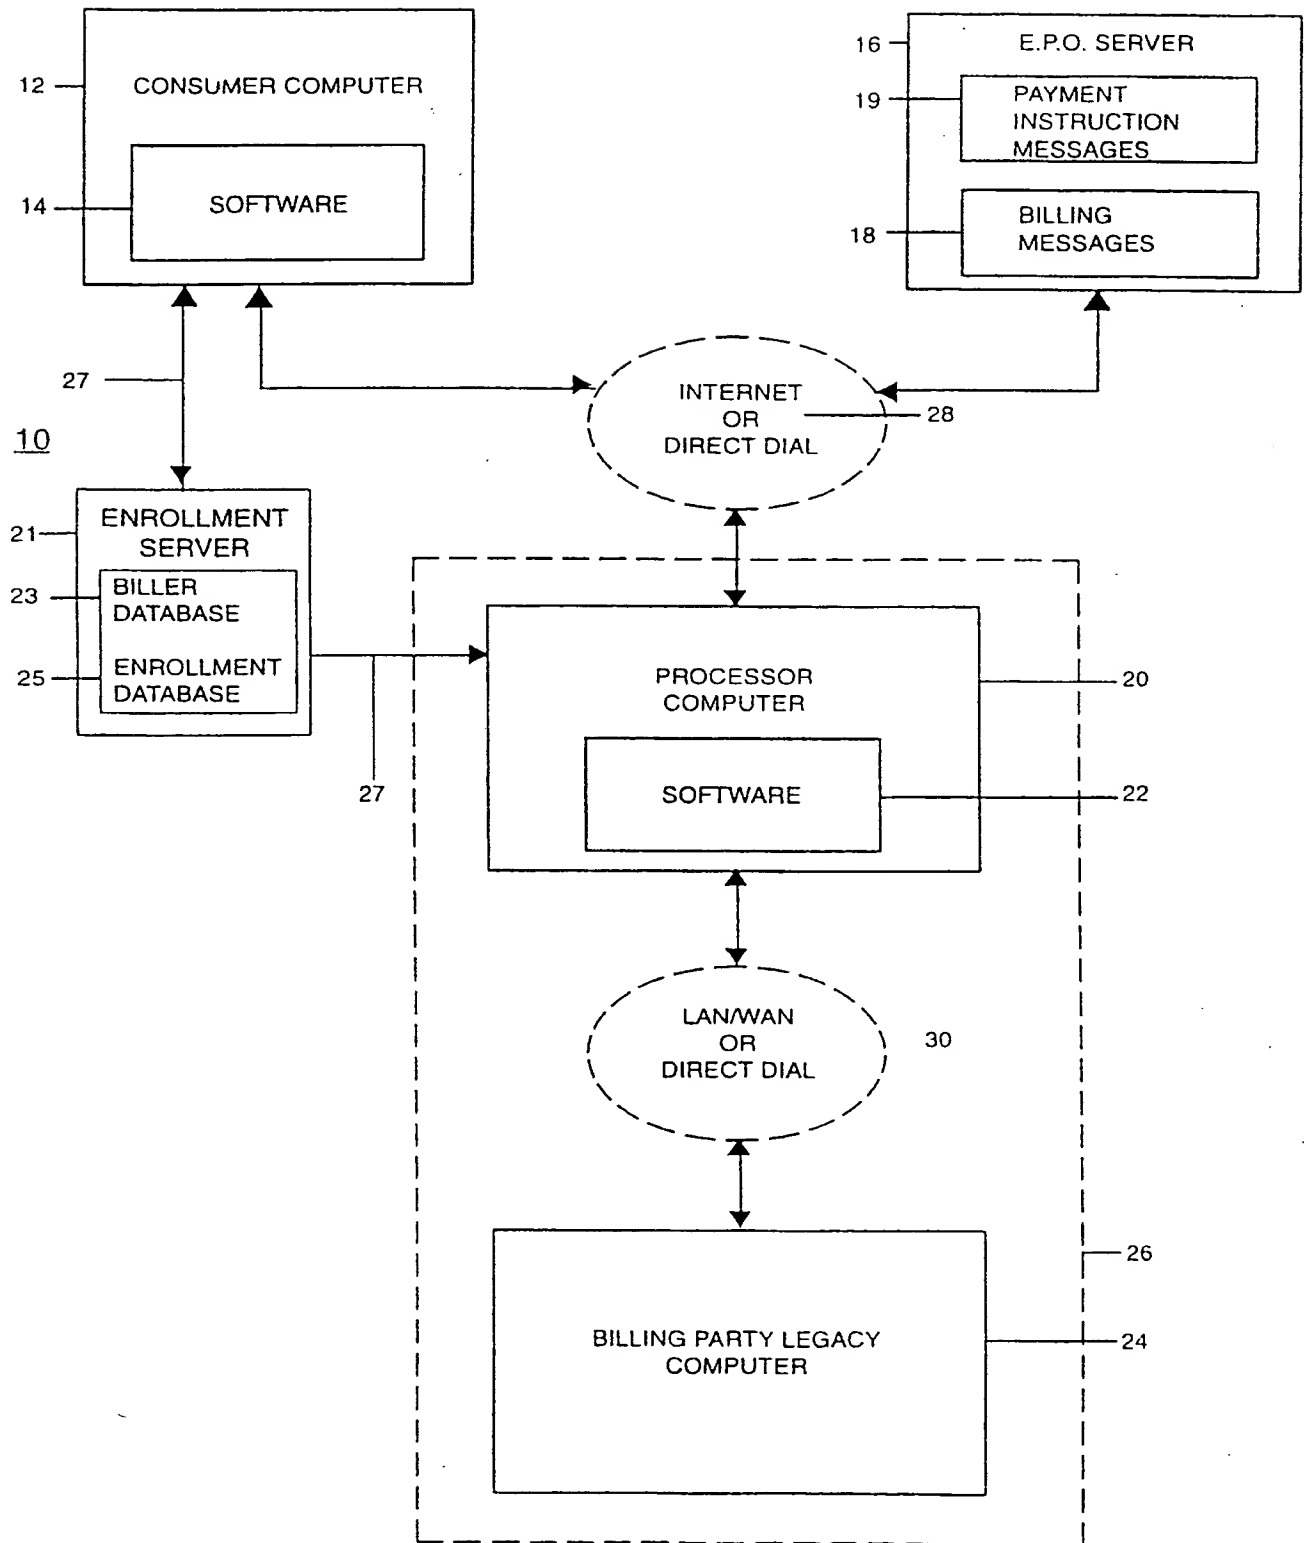 12
CONSUMER COMPUTER
14
SOFTWARE
16
E.P.O. SERVER
19
PAYMENT
INSTRUCTION
MESSAGES
18
BILLING
MESSAGES
27
INTERNET
OR
DIRECT DIAL
28
10
21
ENROLLMENT
SERVER
23
BILLER
DATABASE
25
ENROLLMENT
DATABASE
27
PROCESSOR
COMPUTER
20
SOFTWARE
22
LAN/WAN
OR
DIRECT DIAL
30
26
BILLING PARTY LEGACY
COMPUTER
24